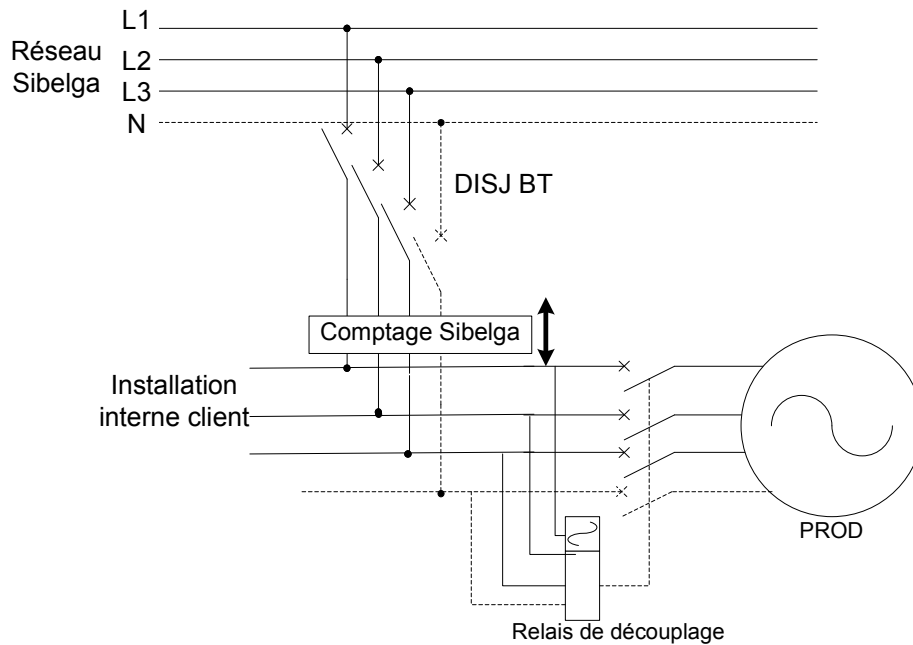 L1
Réseau
Sibelga
L2
L3
N
DISJ BT
Comptage Sibelga
Installation
interne client
PROD
Relais de découplage